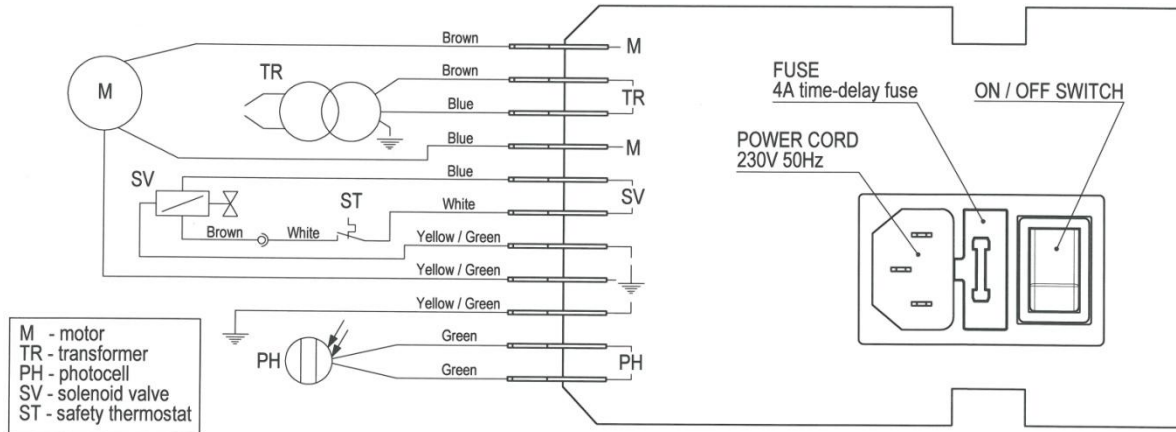 Brown
M
Brown
TR
TR
Blue
M
Blue
M
SV
Blue
SV
ST
White
Brown
White
Yellow / Green
Yellow / Green
Yellow / Green
Green
PH
PH
Green
M - motor
TR - transformer
PH - photocell
SV - solenoid valve
ST - safety thermostat
FUSE
4A time-delay fuse
ON / OFF SWITCH
POWER CORD
230V 50Hz